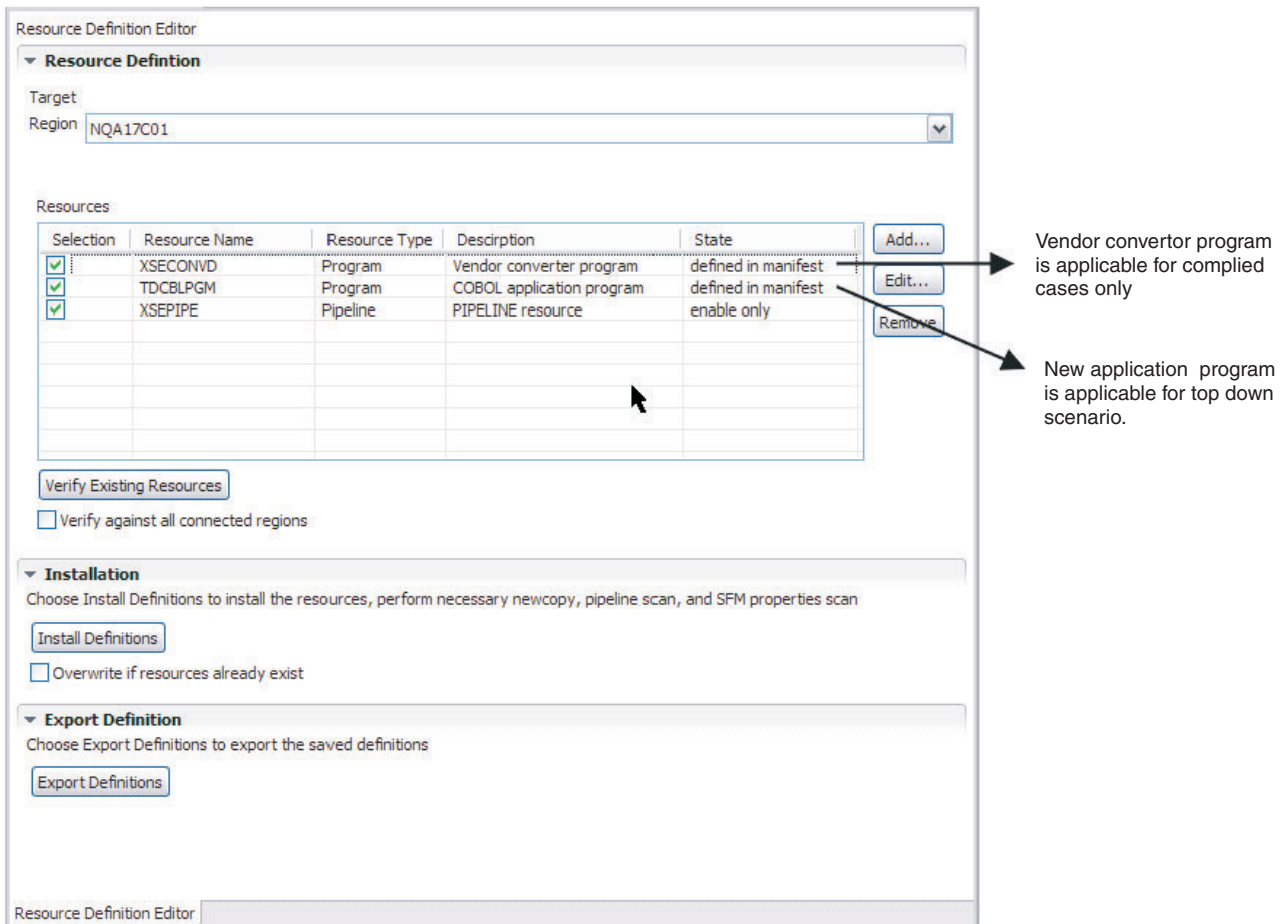 Resource Definition Editor
Resource Defintion
Target
Region NQA17C01
Resources
Selection Resource Name Resource Type Descirption State
XSECONVD Program Vendor converter program defined in manifest
TDCBLPGM Program COBOL application program defined in manifest
XSEPIPE Pipeline PIPELINE resource enable only
Add...
Edit...
Remove
Vendor convertor program
is applicable for complied
cases only
New application program
is applicable for top down
scenario.
Verify Existing Resources
Verify against all connected regions
Installation
Choose Install Definitions to install the resources, perform necessary newcopy, pipeline scan, and SFM properties scan
Install Definitions
Overwrite if resources already exist
Export Definition
Choose Export Definitions to export the saved definitions
Export Definitions
Resource Definition Editor